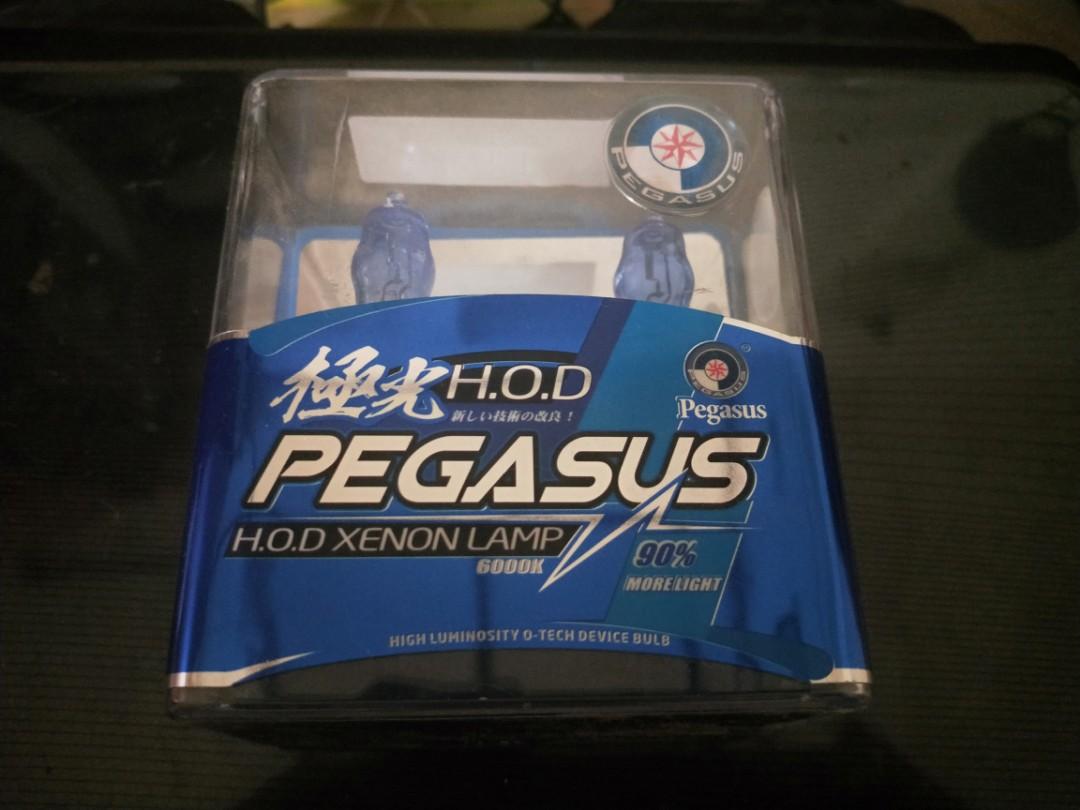 PEGASUS
極光 H.O.D
新しい技術の改良！
PEGASUS
Pegasus
PEGASUS
H.O.D XENON LAMP
6000K
90%
MORE LIGHT
HIGH LUMINOSITY O-TECH DEVICE BULB